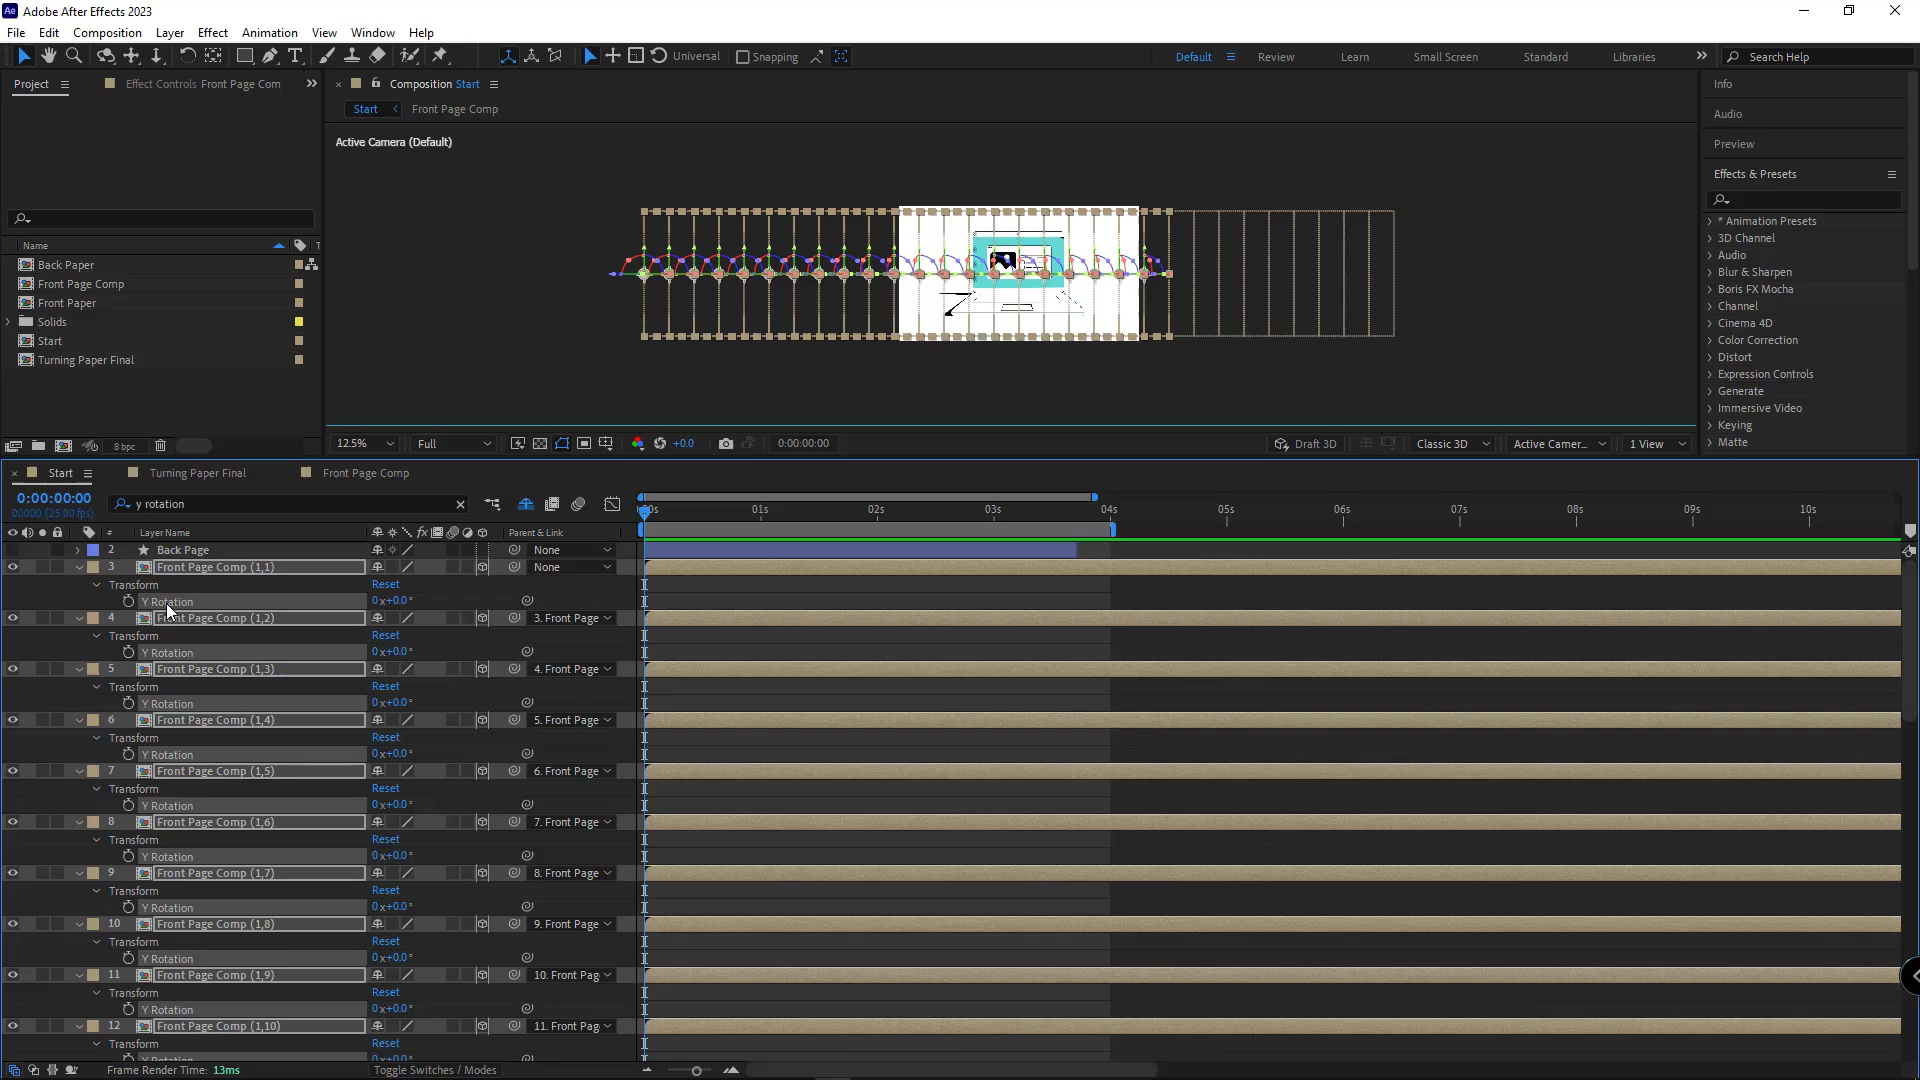 Adobe After Effects 2023
File Edit Composition Layer Effect Animation View Window Help
Universal Snapping Default Review Learn Small Screen Standard Libraries Search Help
Project Effect Controls Front Page Com
Composition Start
Start Front Page Comp
Active Camera (Default)
Name
Back Paper
Front Page Comp
Front Paper
Solids
Start
Turning Paper Final
8 bpc
12.5% Full +0.0 0:00:00:00 Draft 3D Classic 3D Active Camer... 1 View
Info
Audio
Preview
Effects & Presets
* Animation Presets
3D Channel
Audio
Blur & Sharpen
Boris FX Mocha
Channel
Cinema 4D
Color Correction
Distort
Expression Controls
Generate
Immersive Video
Keying
Matte
Start Turning Paper Final Front Page Comp
0:00:00:00
00000 (25.00 fps)
y rotation
01s 02s 03s 04s 05s 06s 07s 08s 09s 10s
# Layer Name Parent & Link
2 Back Page None
3 Front Page Comp (1,1) None
Transform Reset
Y Rotation 0x+0.0°
4 Front Page Comp (1,2) 3. Front Page
Transform Reset
Y Rotation 0x+0.0°
5 Front Page Comp (1,3) 4. Front Page
Transform Reset
Y Rotation 0x+0.0°
6 Front Page Comp (1,4) 5. Front Page
Transform Reset
Y Rotation 0x+0.0°
7 Front Page Comp (1,5) 6. Front Page
Transform Reset
Y Rotation 0x+0.0°
8 Front Page Comp (1,6) 7. Front Page
Transform Reset
Y Rotation 0x+0.0°
9 Front Page Comp (1,7) 8. Front Page
Transform Reset
Y Rotation 0x+0.0°
10 Front Page Comp (1,8) 9. Front Page
Transform Reset
Y Rotation 0x+0.0°
11 Front Page Comp (1,9) 10. Front Pag
Transform Reset
Y Rotation 0x+0.0°
12 Front Page Comp (1,10) 11. Front Pag
Transform Reset
Y Rotation 0x+0.0°
Frame Render Time: 13ms Toggle Switches / Modes